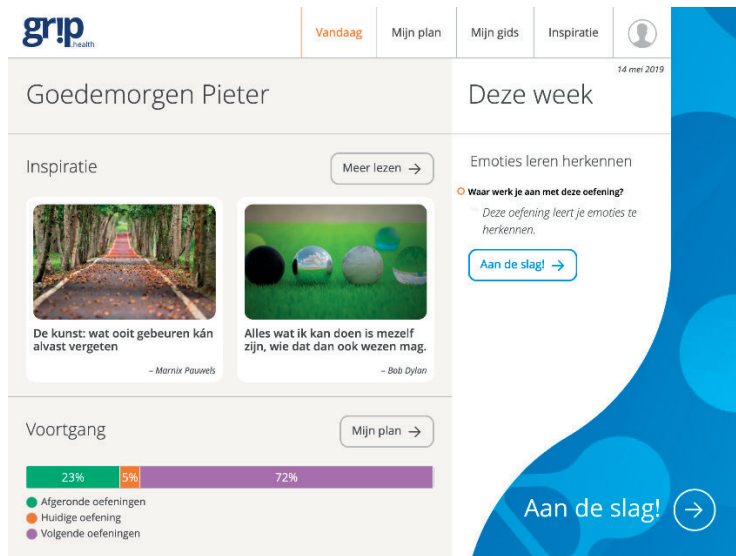 gr!p
.health
Vandaag
Mijn plan
Mijn gids
Inspiratie
14 mei 2019
Goedemorgen Pieter
Deze week
Inspiratie
Meer lezen →
De kunst: wat ooit gebeuren kán
alvast vergeten
– Marnix Pauwels
Alles wat ik kan doen is mezelf
zijn, wie dat dan ook wezen mag.
– Bob Dylan
Emoties leren herkennen
Waar werk je aan met deze oefening?
Deze oefening leert je emoties te
herkennen.
Aan de slag! →
Voortgang
Mijn plan →
23%
5%
72%
Afgeronde oefeningen
Huidige oefening
Volgende oefeningen
Aan de slag! →